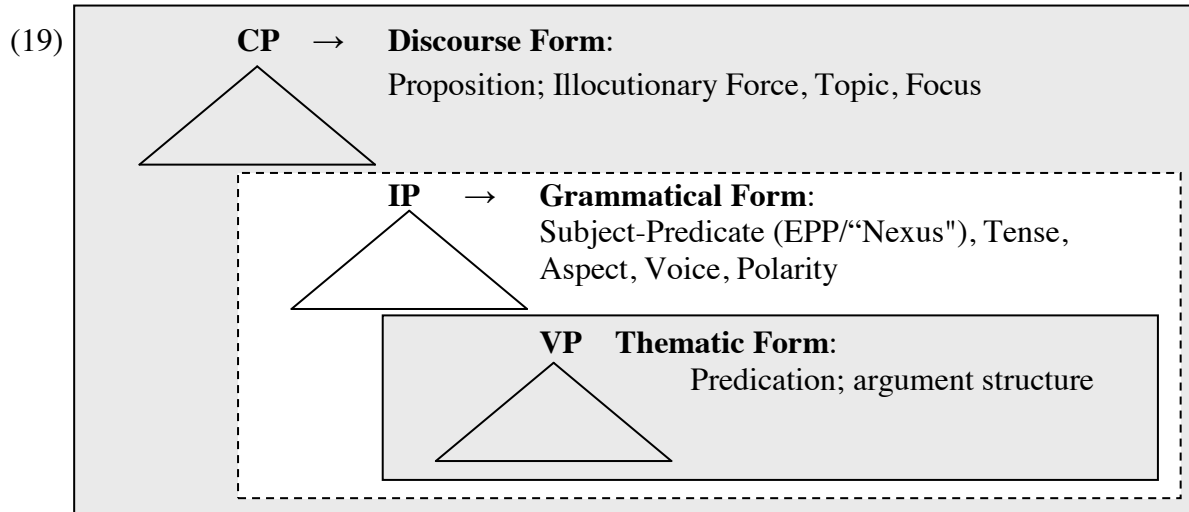 (19) CP → Discourse Form:
Proposition; Illocutionary Force, Topic, Focus
IP → Grammatical Form:
Subject-Predicate (EPP/“Nexus"), Tense,
Aspect, Voice, Polarity
VP Thematic Form:
Predication; argument structure